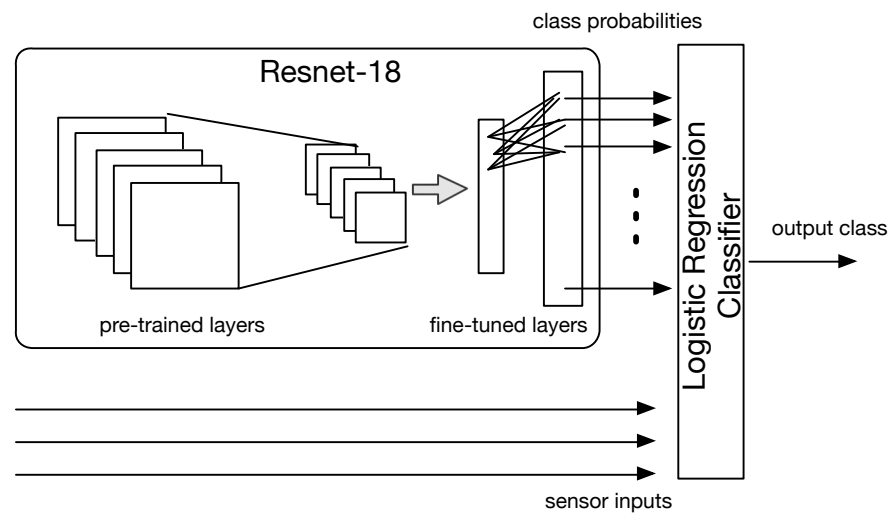 class probabilities
Resnet-18
pre-trained layers
fine-tuned layers
Logistic Regression
Classifier
output class
sensor inputs